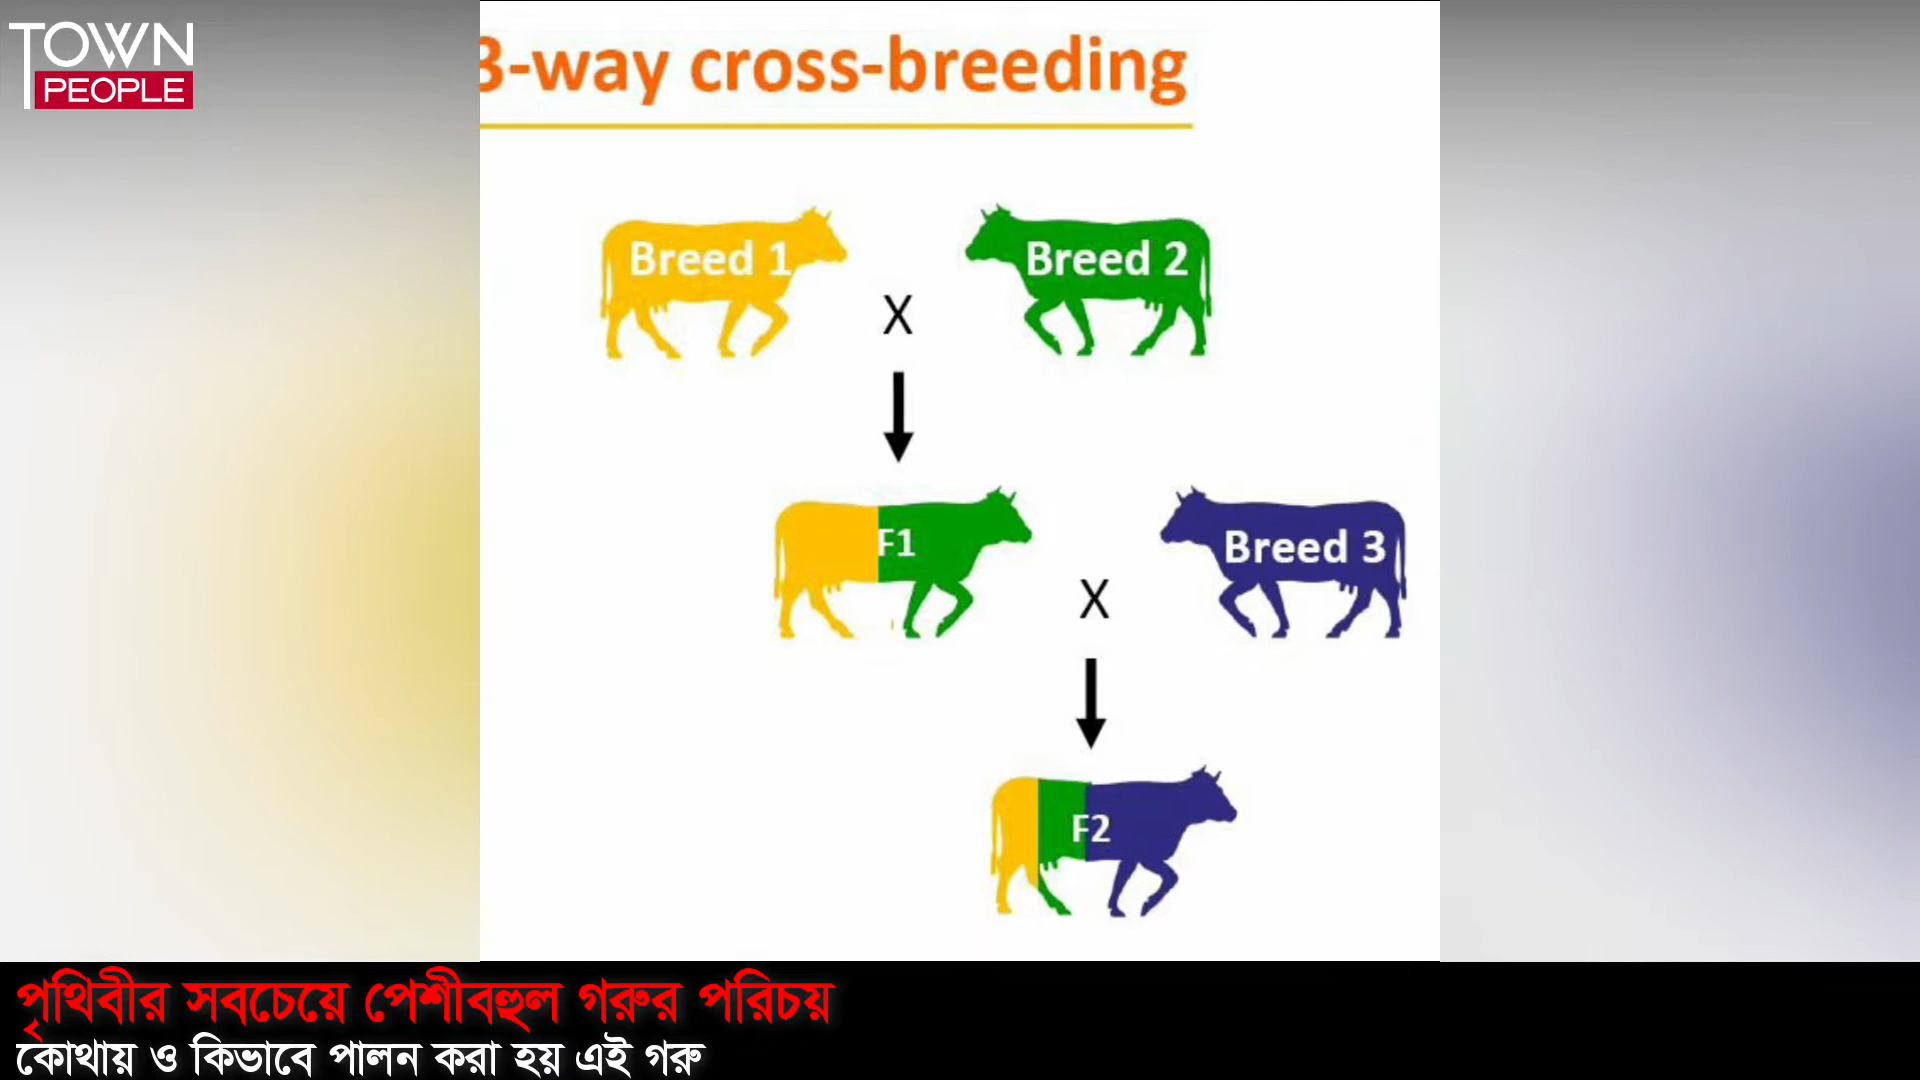 TOWN
PEOPLE
3-way cross-breeding
Breed 1
Breed 2
X
F1
Breed 3
X
F2
পৃথিবীর সবচেয়ে পেশীবহুল গরুর পরিচয়
কোথায় ও কিভাবে পালন করা হয় এই গরু